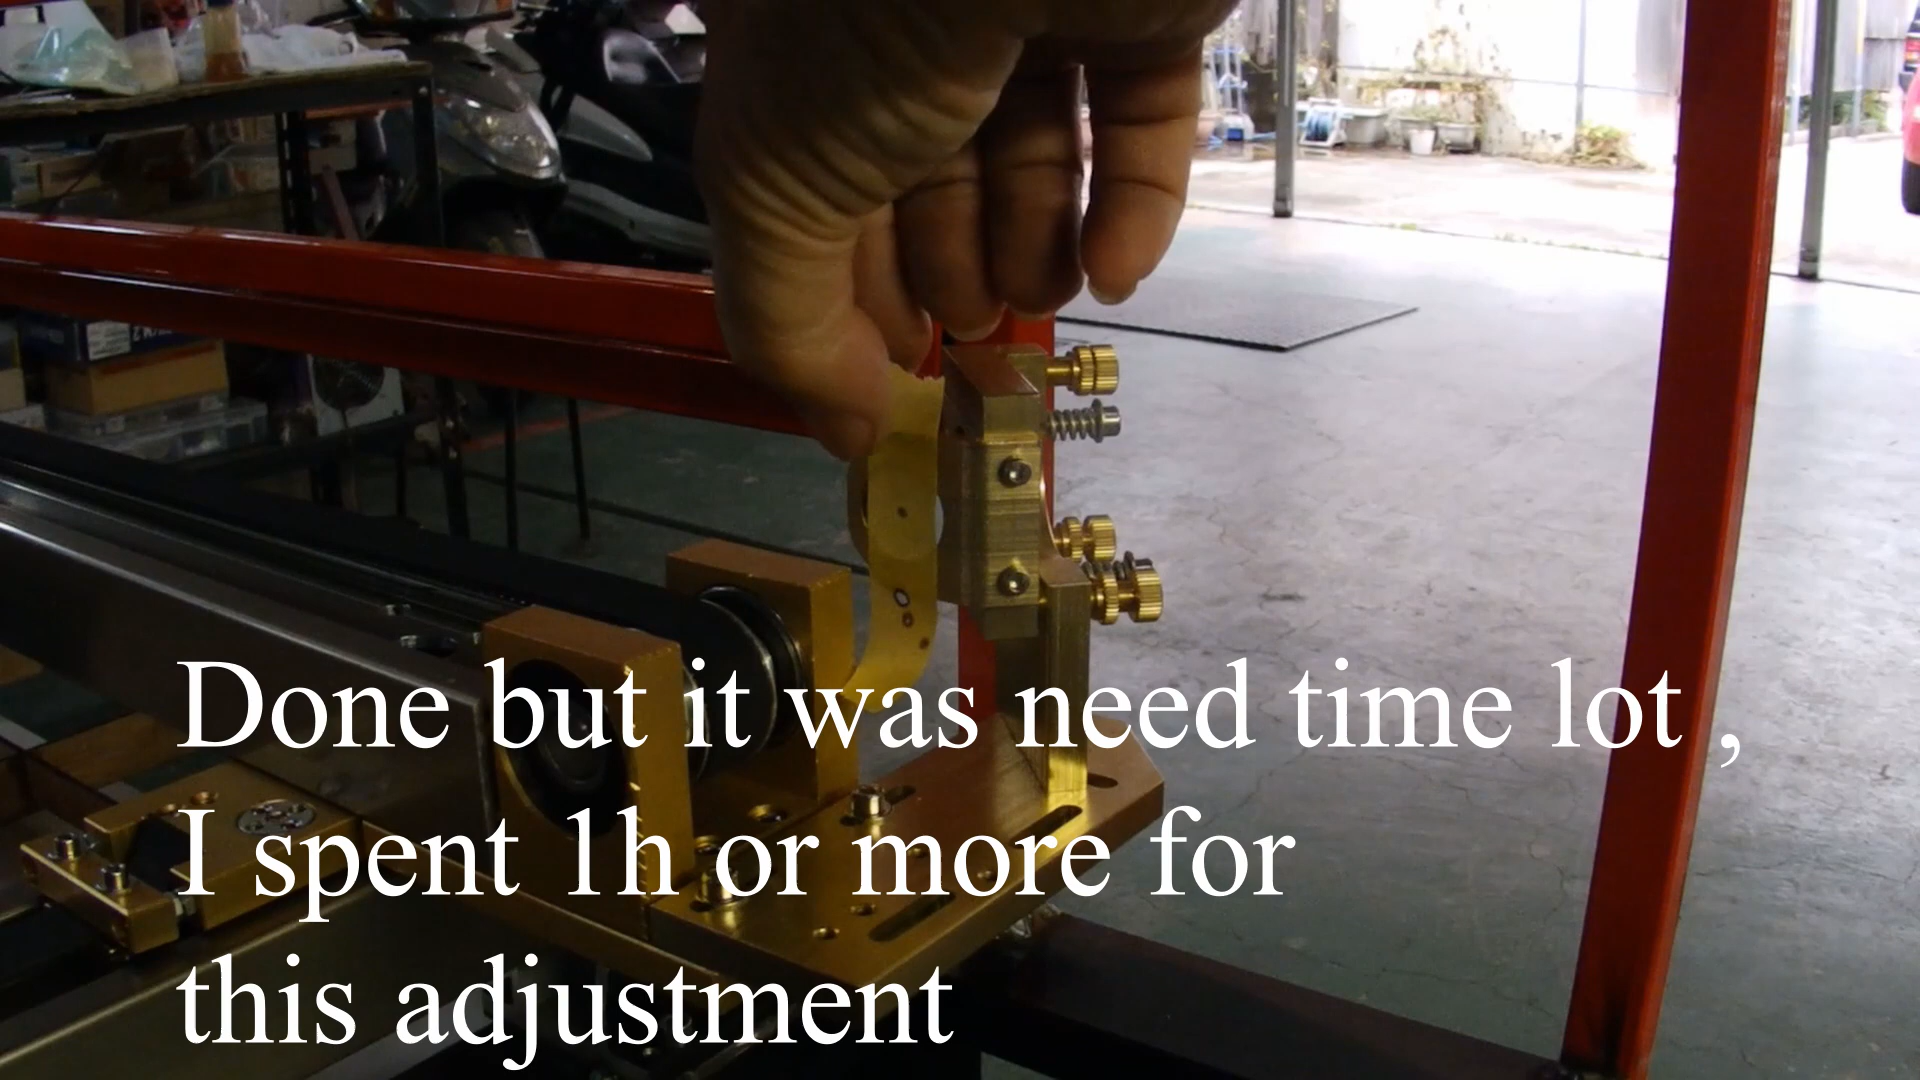 Done but it was need time lot ,
I spent 1h or more for
this adjustment